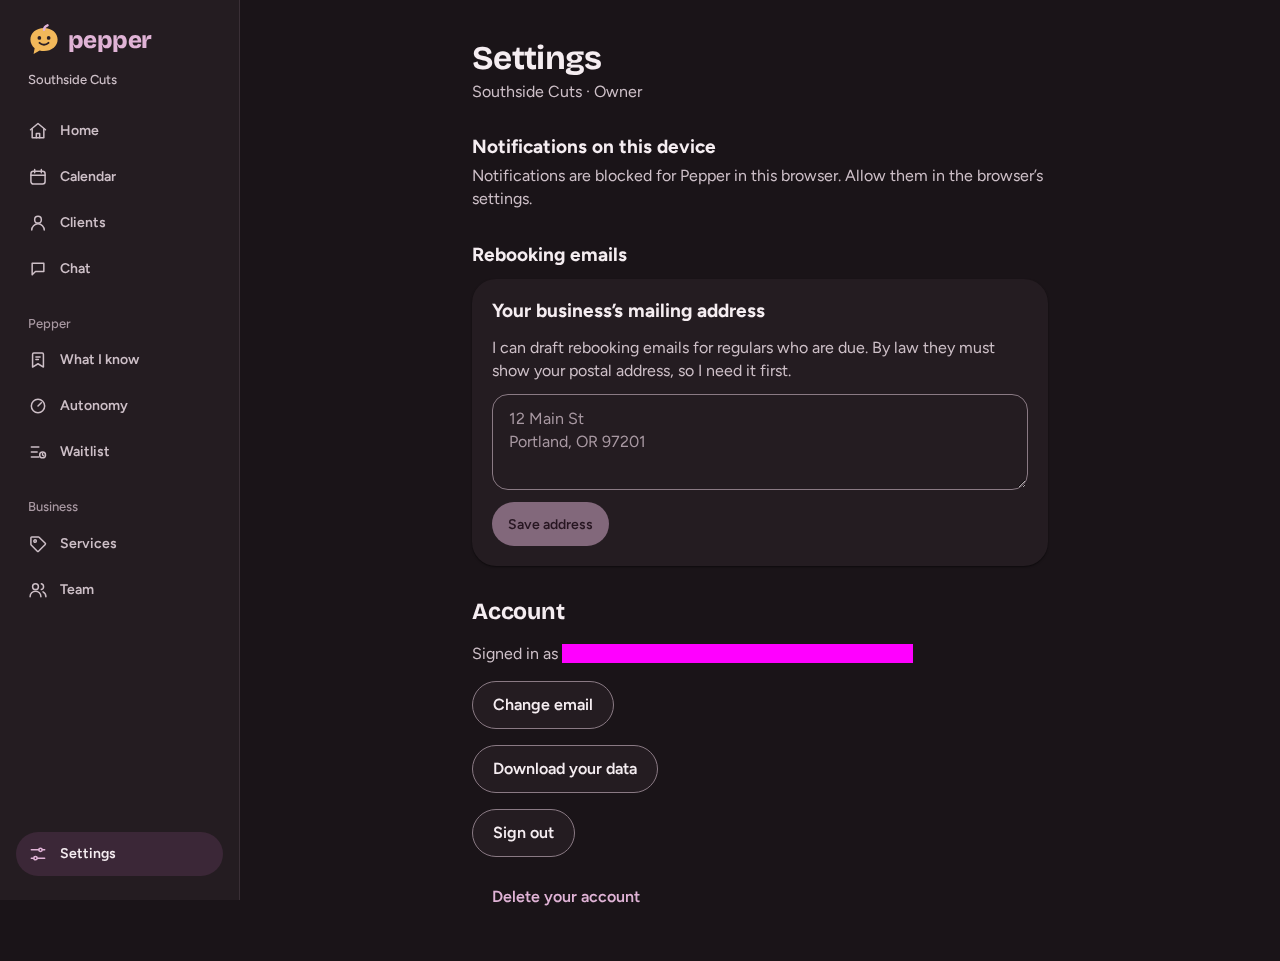 pepper
Southside Cuts
Home
Calendar
Clients
Chat
Pepper
What I know
Autonomy
Waitlist
Business
Services
Team
Settings
Settings
Southside Cuts · Owner
Notifications on this device
Notifications are blocked for Pepper in this browser. Allow them in the browser’s
settings.
Rebooking emails
Your business’s mailing address
I can draft rebooking emails for regulars who are due. By law they must
show your postal address, so I need it first.
12 Main St
Portland, OR 97201
Save address
Account
Signed in as
Change email
Download your data
Sign out
Delete your account